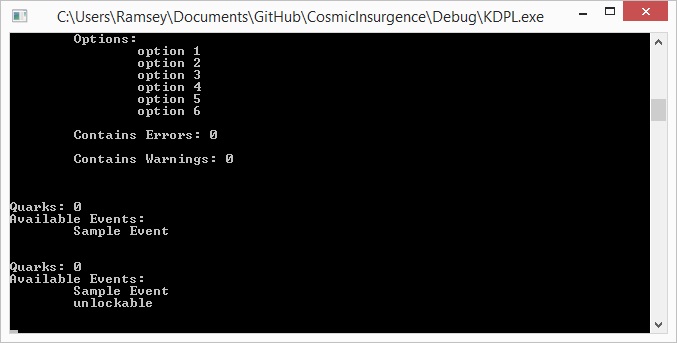 C:\Users\Ramsey\Documents\GitHub\CosmicInsurgence\Debug\KDPL.exe
Options:
option 1
option 2
option 3
option 4
option 5
option 6
Contains Errors: 0
Contains Warnings: 0
Quarks: 0
Available Events:
Sample Event
Quarks: 0
Available Events:
Sample Event
unlockable